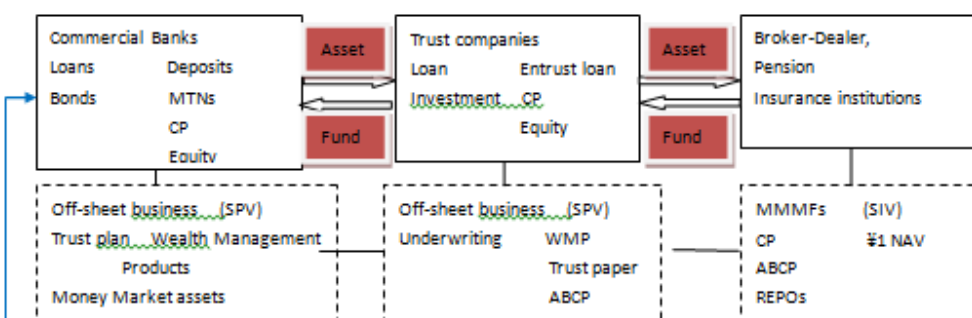 Commercial Banks
Loans Deposits
Bonds MTNs
CP
Equity
Asset
Fund
Trust companies
Loan Entrust loan
Investment CP
Equity
Asset
Fund
Broker-Dealer,
Pension
Insurance institutions
Off-sheet business (SPV)
Trust plan Wealth Management
Products
Money Market assets
Off-sheet business (SPV)
Underwriting WMP
Trust paper
ABCP
MMMFs (SIV)
CP ¥1 NAV
ABCP
REPOs